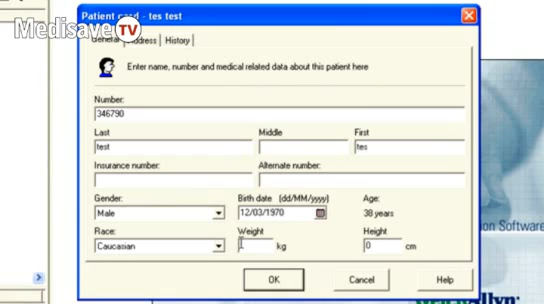 Patient card - tes test
Medisave TV
General Address History
Enter name, number and medical related data about this patient here
Number:
346790
Last Middle First
test tes
Insurance number: Alternate number:
Gender: Birth date (dd/MM/yyyy) Age:
Male 12/03/1970 38 years
Race: Weight Height
Caucasian kg 0 cm
OK Cancel Help
ion Software